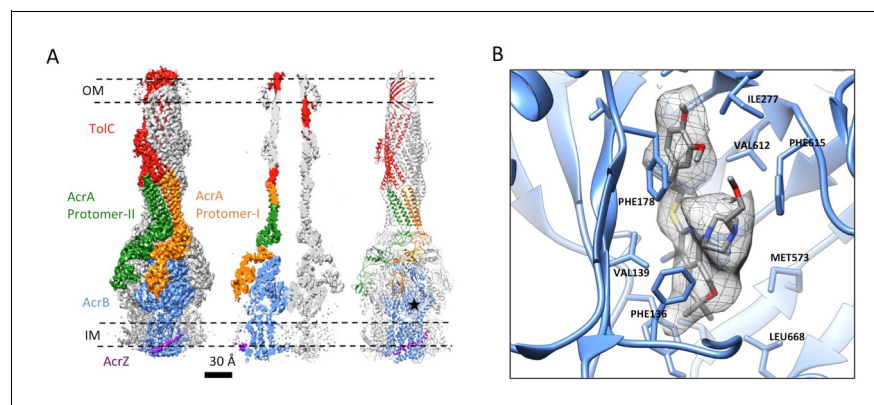 A
OM
TolC
AcrA
Protomer-II
AcrA
Protomer-I
AcrB
IM
AcrZ
30 Å
B
ILE277
VAL612
PHE615
PHE178
VAL139
MET573
PHE136
LEU668